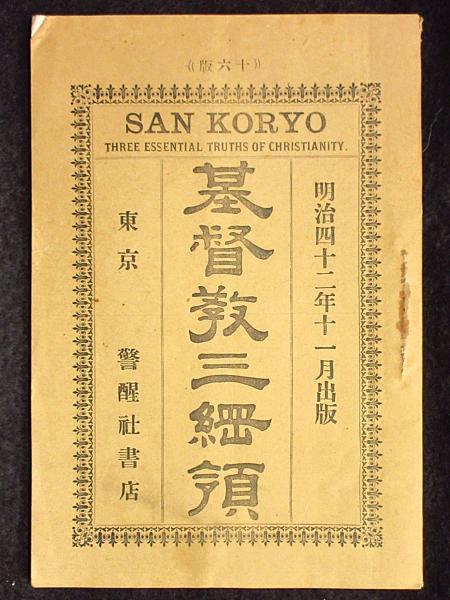 ((版六十))
SAN KORYO
THREE ESSENTIAL TRUTHS OF CHRISTIANITY.
明治四十二年十一月出版
基督教三綱領
東京 警醒社書店